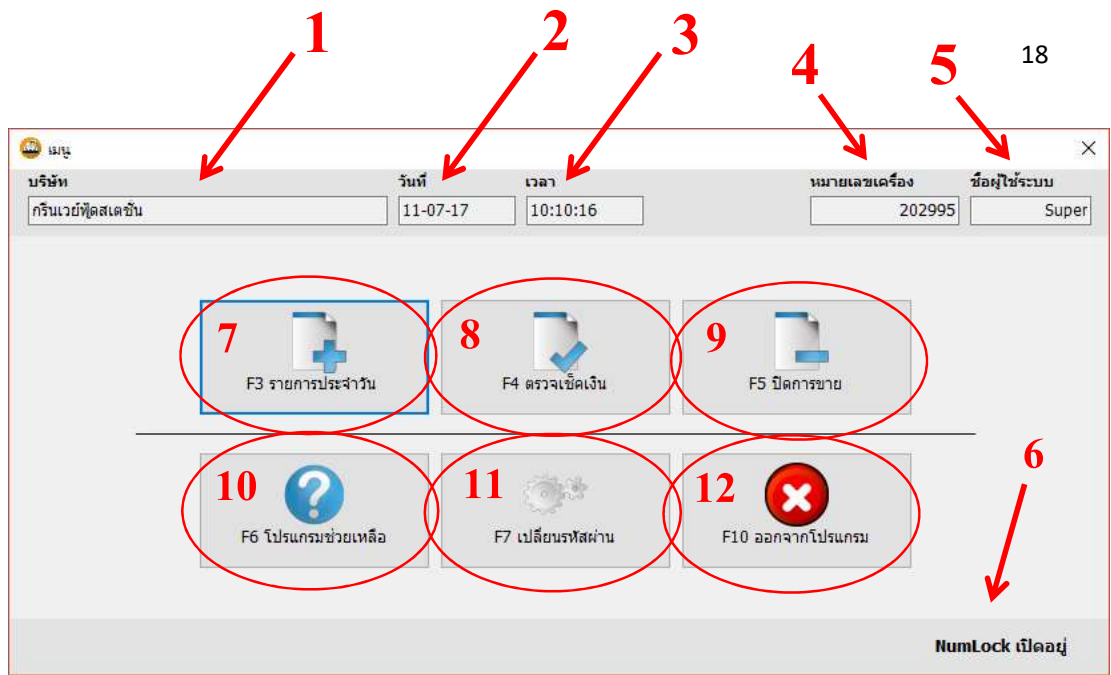 1 2 3 4 5 18
เมนู
บริษัท วันที่ เวลา หมายเลขเครื่อง ชื่อผู้ใช้ระบบ
กรีนเวย์ฟู้ดสเตชั่น 11-07-17 10:10:16 202995 Super
7 8 9
F3 รายการประจำวัน F4 ตรวจเช็คเงิน F5 ปิดการขาย
6
10 11 12
F6 โปรแกรมช่วยเหลือ F7 เปลี่ยนรหัสผ่าน F10 ออกจากโปรแกรม
NumLock เปิดอยู่